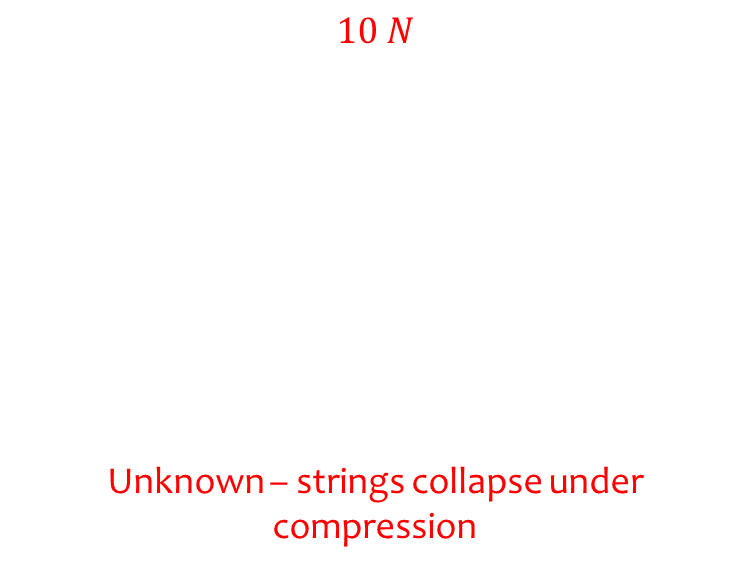 10 N
Unknown – strings collapse under
compression